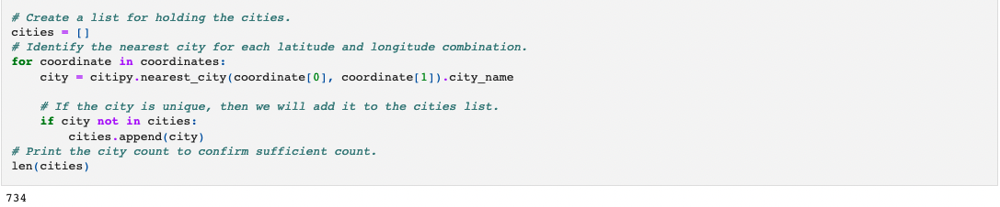 # Create a list for holding the cities.
cities = []
# Identify the nearest city for each latitude and longitude combination.
for coordinate in coordinates:
    city = citipy.nearest_city(coordinate[0], coordinate[1]).city_name

    # If the city is unique, then we will add it to the cities list.
    if city not in cities:
        cities.append(city)
# Print the city count to confirm sufficient count.
len(cities)
734